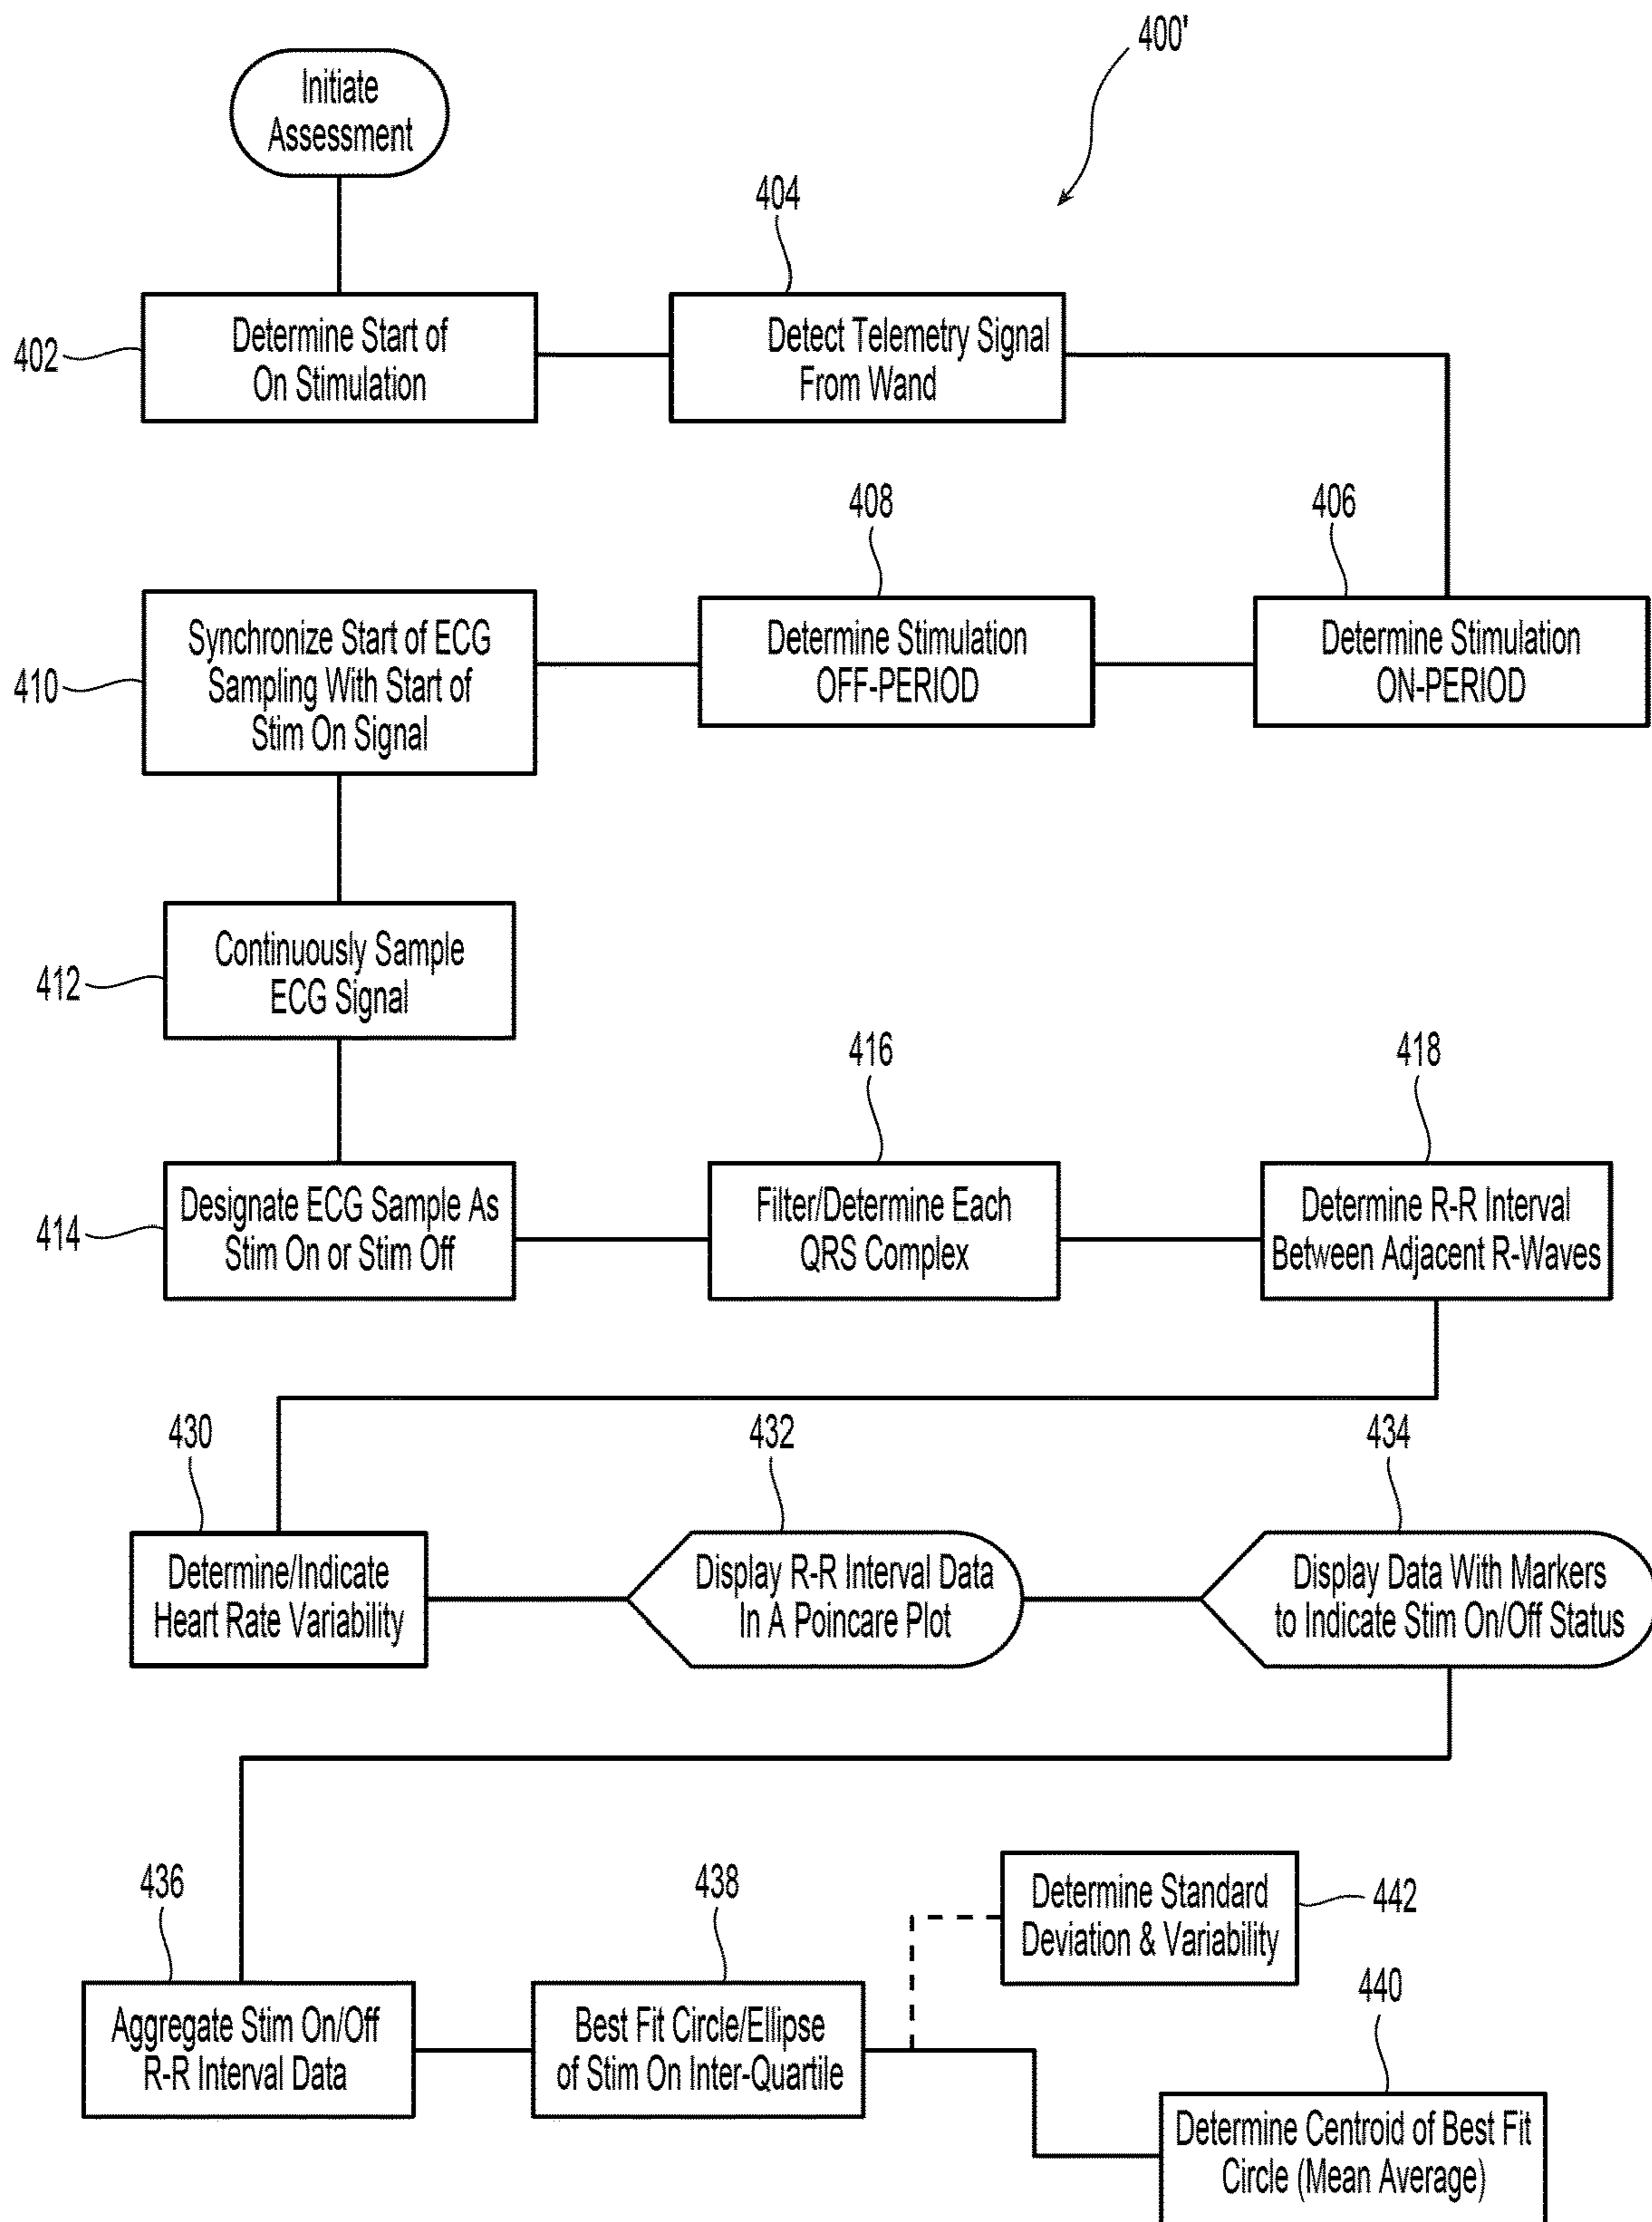 400'
Initiate
Assessment
404
402
Determine Start of
On Stimulation
Detect Telemetry Signal
From Wand
408
406
410
Synchronize Start of ECG
Sampling With Start of
Stim On Signal
Determine Stimulation
OFF-PERIOD
Determine Stimulation
ON-PERIOD
412
Continuously Sample
ECG Signal
416
418
414
Designate ECG Sample As
Stim On or Stim Off
Filter/Determine Each
QRS Complex
Determine R-R Interval
Between Adjacent R-Waves
430
432
434
Determine/Indicate
Heart Rate Variability
Display R-R Interval Data
In A Poincare Plot
Display Data With Markers
to Indicate Stim On/Off Status
436
438
Determine Standard
Deviation & Variability
442
440
Aggregate Stim On/Off
R-R Interval Data
Best Fit Circle/Ellipse
of Stim On Inter-Quartile
Determine Centroid of Best Fit
Circle (Mean Average)